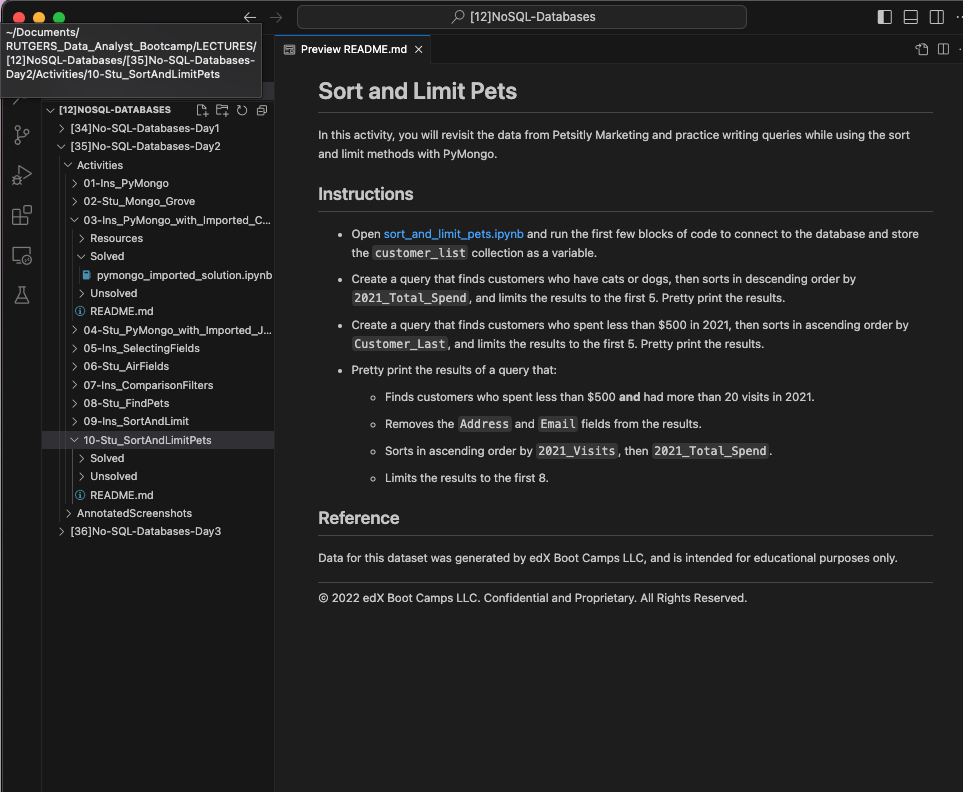 [12]NoSQL-Databases
~/Documents/
RUTGERS_Data_Analyst_Bootcamp/LECTURES/
[12]NoSQL-Databases/[35]No-SQL-Databases-
Day2/Activities/10-Stu_SortAndLimitPets
[12]NOSQL-DATABASES
[34]No-SQL-Databases-Day1
[35]No-SQL-Databases-Day2
Activities
01-Ins_PyMongo
02-Stu_Mongo_Grove
03-Ins_PyMongo_with_Imported_C...
Resources
Solved
pymongo_imported_solution.ipynb
Unsolved
README.md
04-Stu_PyMongo_with_Imported_J...
05-Ins_SelectingFields
06-Stu_AirFields
07-Ins_ComparisonFilters
08-Stu_FindPets
09-Ins_SortAndLimit
10-Stu_SortAndLimitPets
Solved
Unsolved
README.md
AnnotatedScreenshots
[36]No-SQL-Databases-Day3
Preview README.md
Sort and Limit Pets
In this activity, you will revisit the data from Petsitly Marketing and practice writing queries while using the sort
and limit methods with PyMongo.
Instructions
• Open sort_and_limit_pets.ipynb and run the first few blocks of code to connect to the database and store
the customer_list collection as a variable.
• Create a query that finds customers who have cats or dogs, then sorts in descending order by
2021_Total_Spend, and limits the results to the first 5. Pretty print the results.
• Create a query that finds customers who spent less than $500 in 2021, then sorts in ascending order by
Customer_Last, and limits the results to the first 5. Pretty print the results.
• Pretty print the results of a query that:
◦ Finds customers who spent less than $500 and had more than 20 visits in 2021.
◦ Removes the Address and Email fields from the results.
◦ Sorts in ascending order by 2021_Visits, then 2021_Total_Spend.
◦ Limits the results to the first 8.
Reference
Data for this dataset was generated by edX Boot Camps LLC, and is intended for educational purposes only.
© 2022 edX Boot Camps LLC. Confidential and Proprietary. All Rights Reserved.